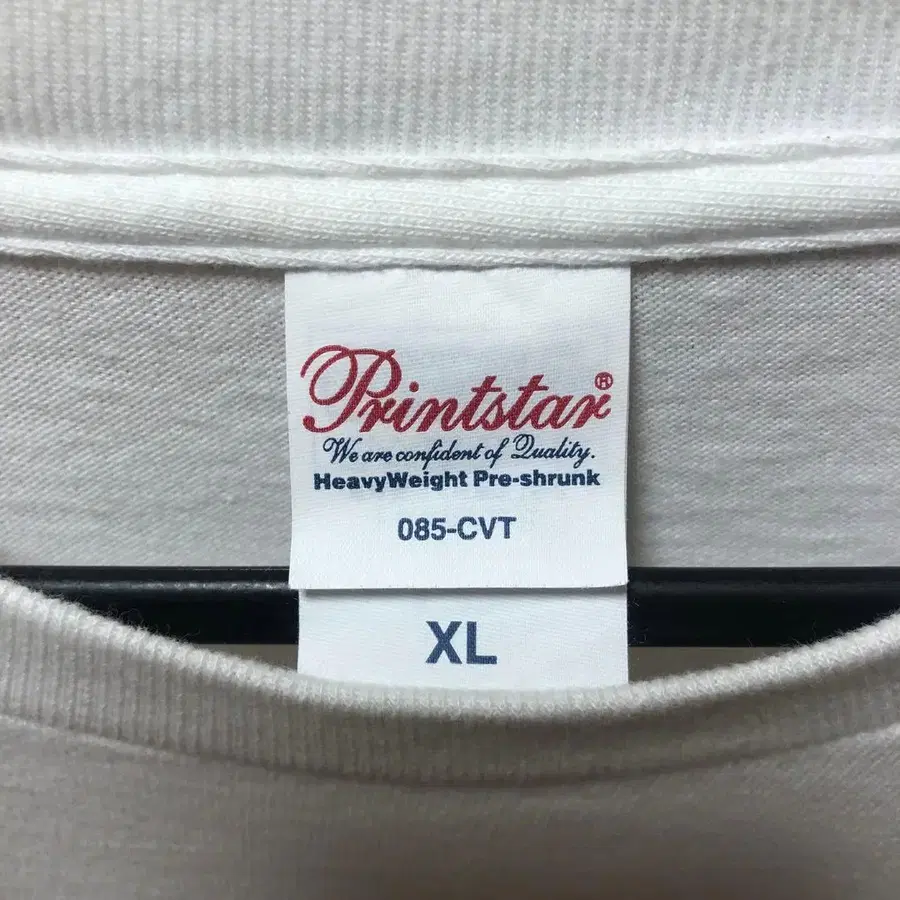 Printstar®
We are confident of Quality.
HeavyWeight Pre-shrunk
085-CVT
XL